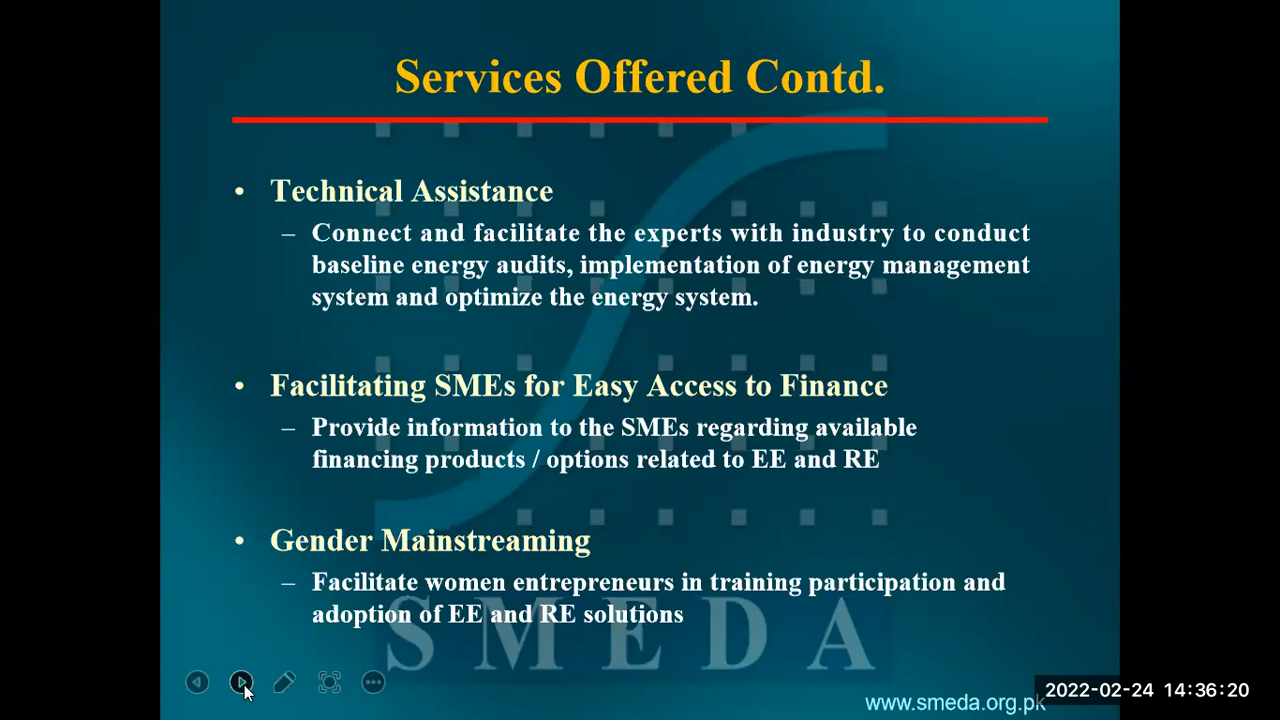 Services Offered Contd.
• Technical Assistance
– Connect and facilitate the experts with industry to conduct
baseline energy audits, implementation of energy management
system and optimize the energy system.
• Facilitating SMEs for Easy Access to Finance
– Provide information to the SMEs regarding available
financing products / options related to EE and RE
• Gender Mainstreaming
– Facilitate women entrepreneurs in training participation and
adoption of EE and RE solutions
SMEDA
www.smeda.org.pk
2022-02-24 14:36:20